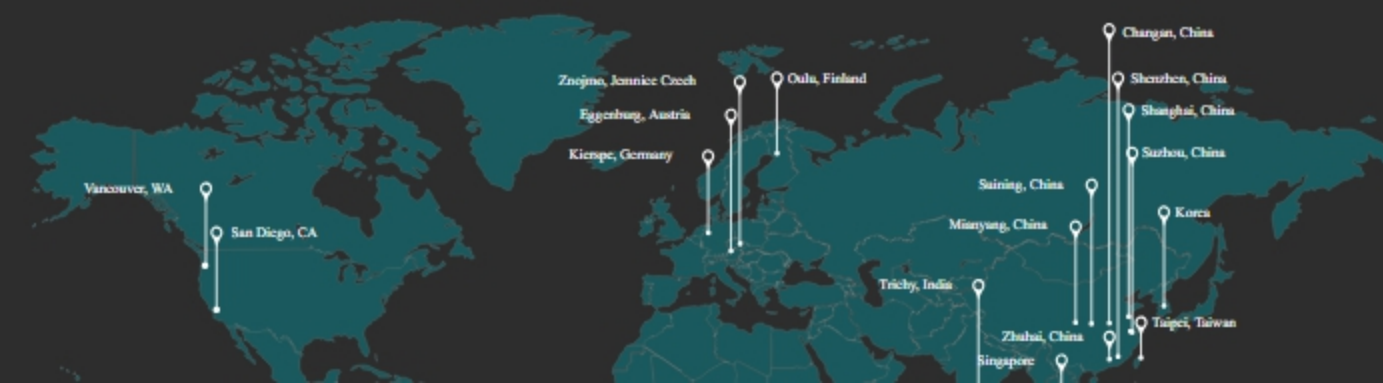 Changan, China
Znojmo, Jemnice Czech
Oulu, Finland
Shenzhen, China
Eggenburg, Austria
Shanghai, China
Kierspe, Germany
Suzhou, China
Vancouver, WA
Suining, China
Korea
San Diego, CA
Mianyang, China
Trichy, India
Taipei, Taiwan
Zhuhai, China
Singapore